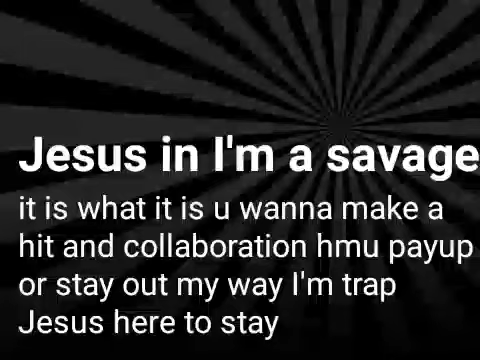 Jesus in I'm a savage
it is what it is u wanna make a
hit and collaboration hmu payup
or stay out my way I'm trap
Jesus here to stay